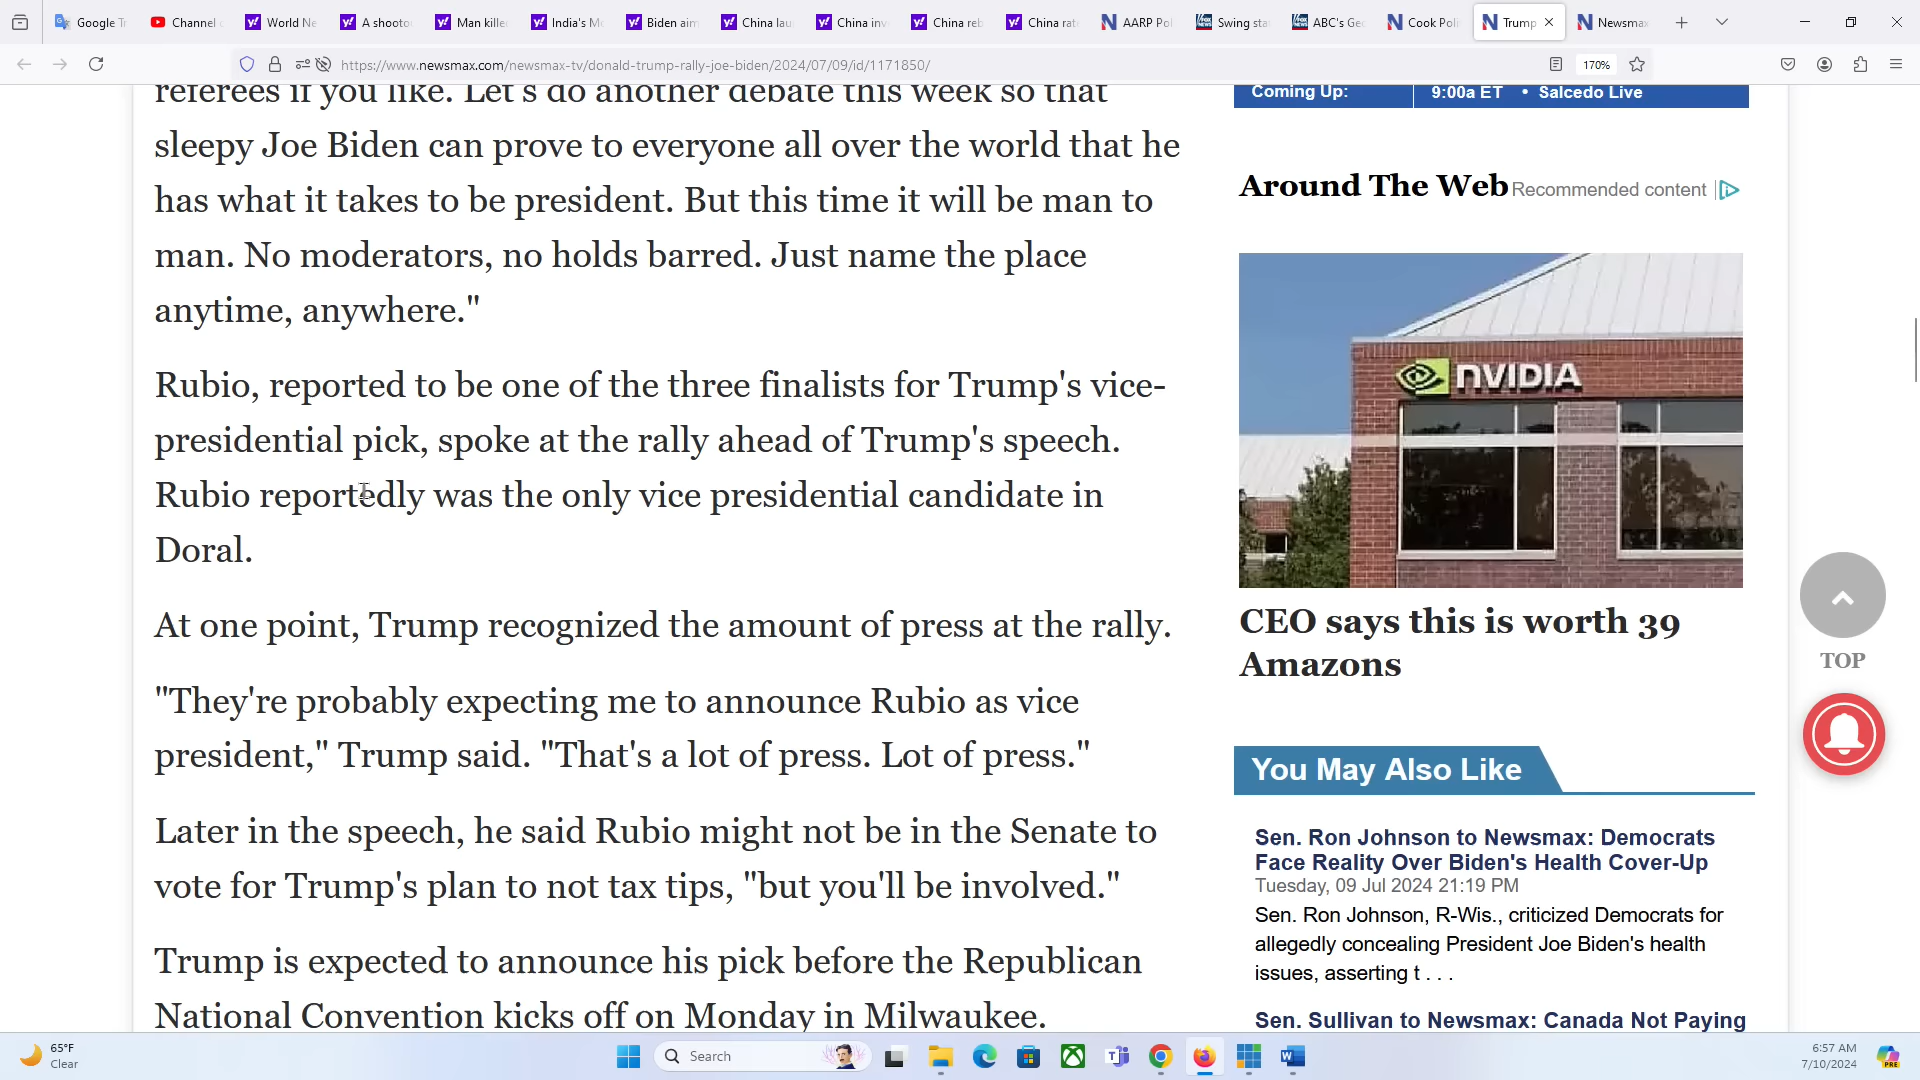 Google Tr
Channel
World Ne
A shooto
Man kille
India's M
Biden aim
China lau
China inv
China reb
China rat
AARP Pol
Swing sta
ABC's Geo
Cook Poli
Trump
Newsmax
https://www.newsmax.com/newsmax-tv/donald-trump-rally-joe-biden/2024/07/09/id/1171850/
170%
referees if you like. Let's do another debate this week so that
sleepy Joe Biden can prove to everyone all over the world that he
has what it takes to be president. But this time it will be man to
man. No moderators, no holds barred. Just name the place
anytime, anywhere."
Rubio, reported to be one of the three finalists for Trump's vice-
presidential pick, spoke at the rally ahead of Trump's speech.
Rubio reportedly was the only vice presidential candidate in
Doral.
At one point, Trump recognized the amount of press at the rally.
"They're probably expecting me to announce Rubio as vice
president," Trump said. "That's a lot of press. Lot of press."
Later in the speech, he said Rubio might not be in the Senate to
vote for Trump's plan to not tax tips, "but you'll be involved."
Trump is expected to announce his pick before the Republican
National Convention kicks off on Monday in Milwaukee.
Coming Up: 9:00a ET • Salcedo Live
Around The Web Recommended content
NVIDIA
CEO says this is worth 39
Amazons
You May Also Like
Sen. Ron Johnson to Newsmax: Democrats
Face Reality Over Biden's Health Cover-Up
Tuesday, 09 Jul 2024 21:19 PM
Sen. Ron Johnson, R-Wis., criticized Democrats for
allegedly concealing President Joe Biden's health
issues, asserting t . . .
Sen. Sullivan to Newsmax: Canada Not Paying
TOP
65°F
Clear
Search
6:57 AM
7/10/2024
PRE